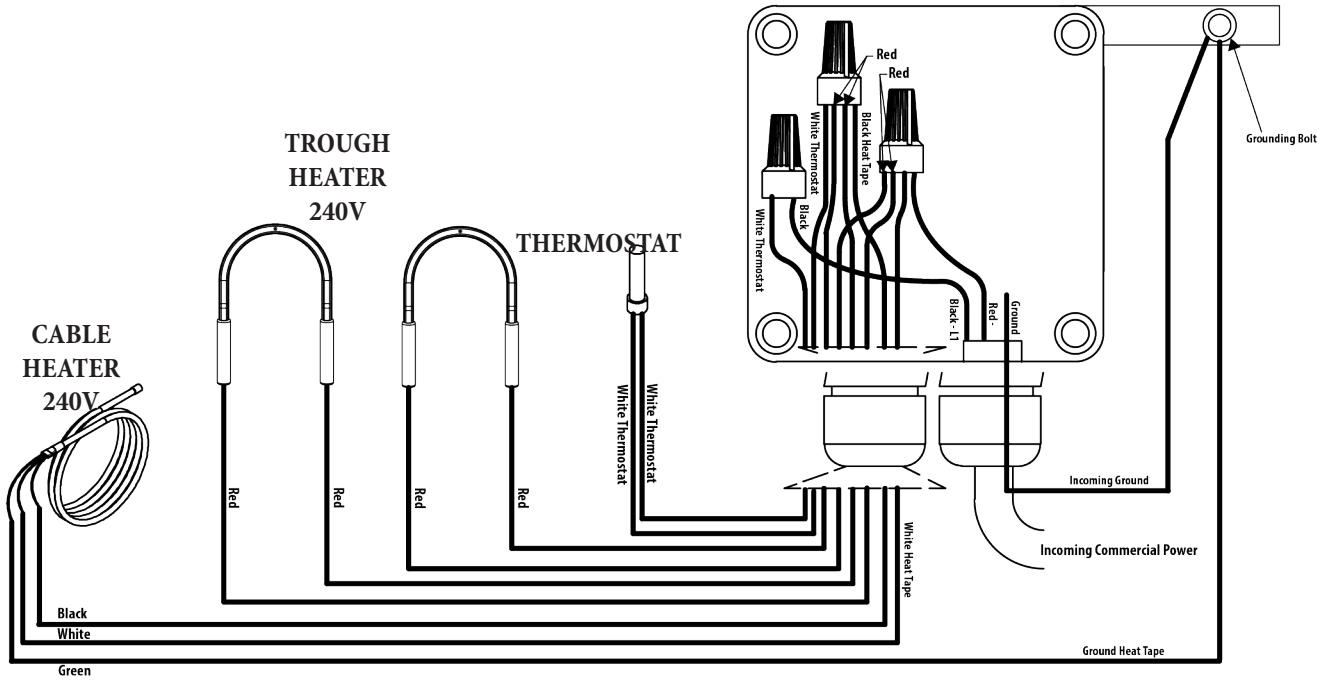 Red
Red
Grounding Bolt
TROUGH
HEATER
240V
White Thermostat
Black Heat Tape
White Thermostat
Black
THERMOSTAT
Black - L1
Red -
Ground
CABLE
HEATER
240V
White Thermostat
White Thermostat
Red
Red
Red
Red
Incoming Ground
White Heat Tape
Incoming Commercial Power
Black
White
Ground Heat Tape
Green